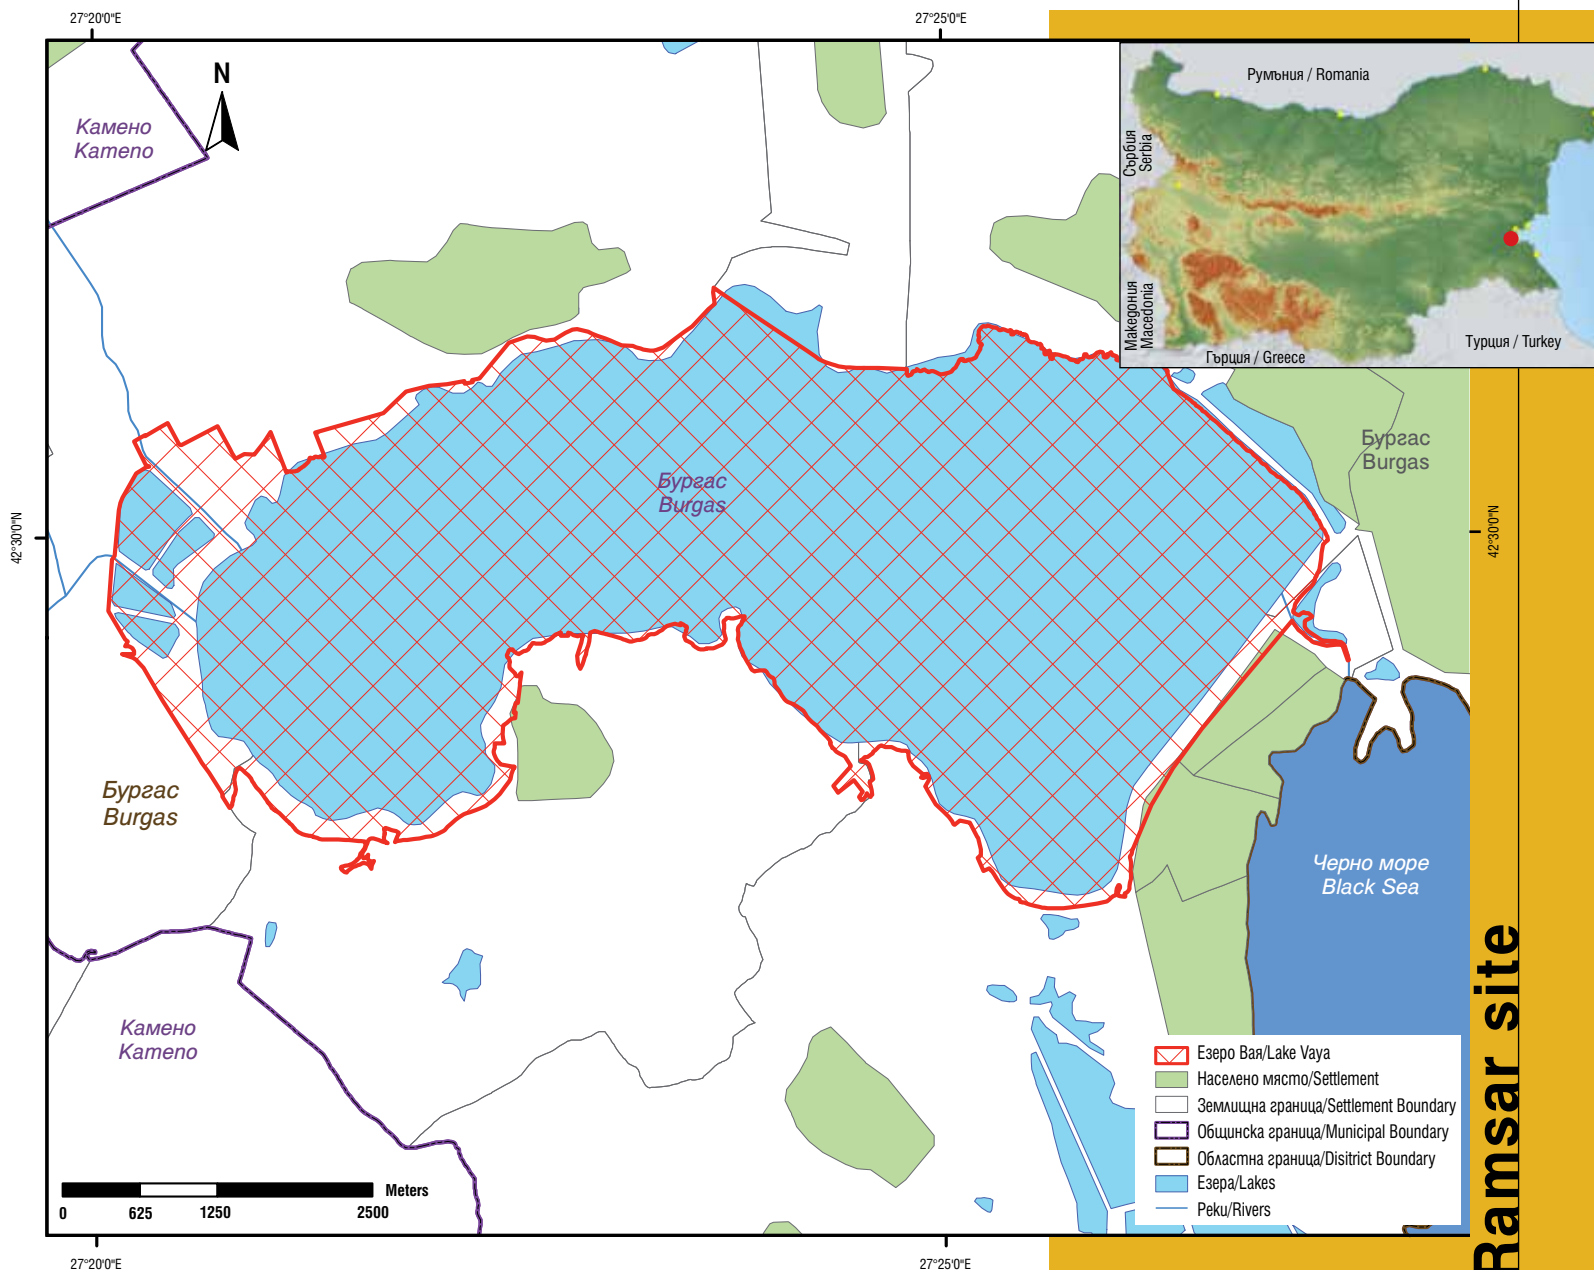 27°20'0"E
27°25'0"E
N
Камено
Kameno
Румъния / Romania
Сърбия
Serbia
Македония
Macedonia
Гърция / Greece
Турция / Turkey
Бургас
Burgas
Бургас
Burgas
42°30'0"N
42°30'0"N
Бургас
Burgas
Черно море
Black Sea
Камено
Kameno
Езеро Вая/Lake Vaya
Населено място/Settlement
Землищна граница/Settlement Boundary
Общинска граница/Municipal Boundary
Областна граница/Disitrict Boundary
Езера/Lakes
Реки/Rivers
Meters
0 625 1250 2500
27°20'0"E
27°25'0"E
Ramsar site